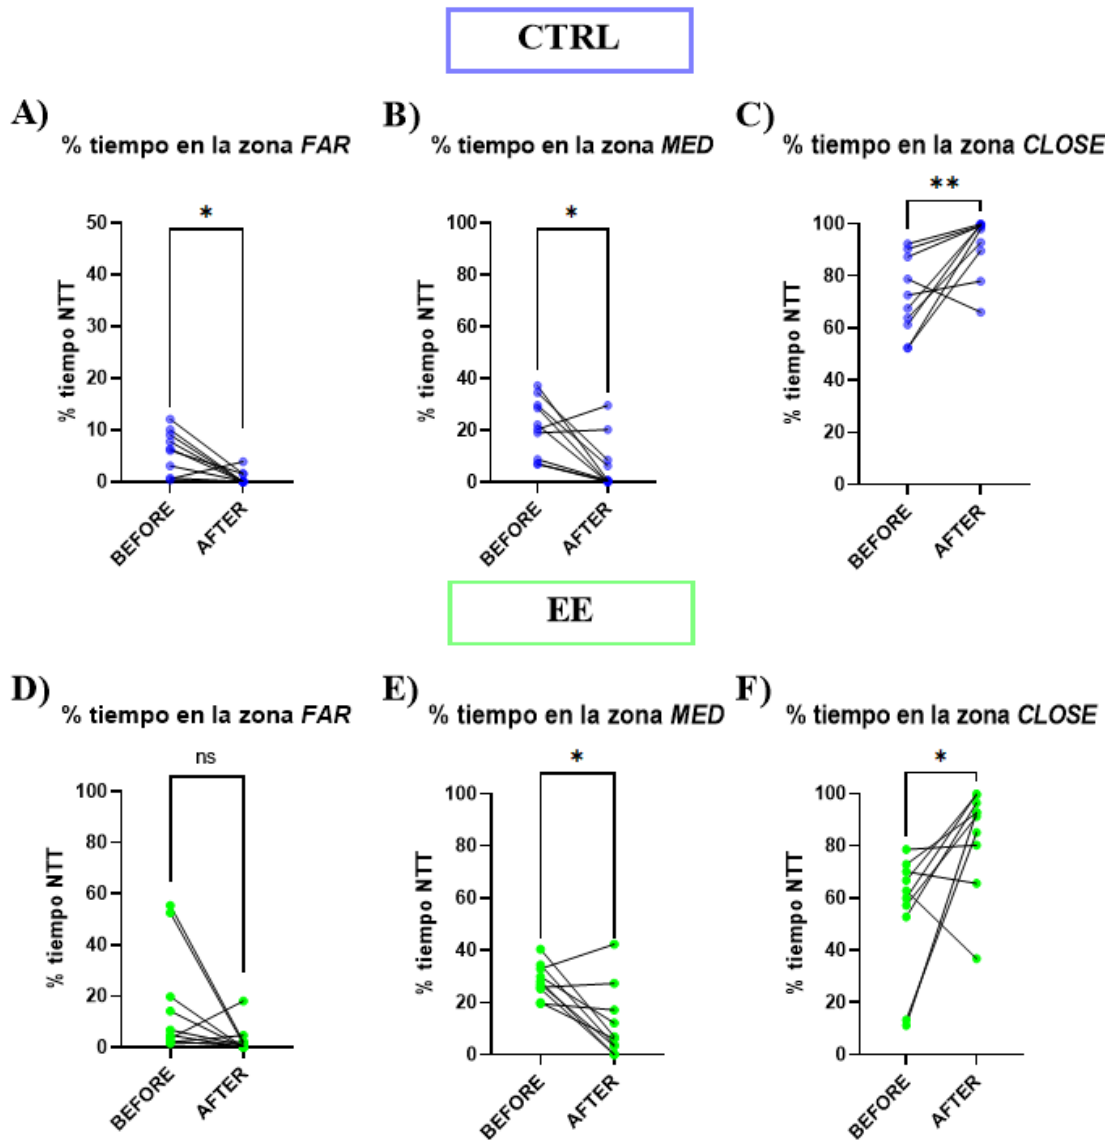 CTRL
A)
% tiempo en la zona FAR
*
50
40
30
20
10
0
% tiempo NTT
BEFORE
AFTER
B)
% tiempo en la zona MED
*
100
80
60
40
20
0
% tiempo NTT
BEFORE
AFTER
C)
% tiempo en la zona CLOSE
**
100
80
60
40
20
0
% tiempo NTT
BEFORE
AFTER
EE
D)
% tiempo en la zona FAR
ns
100
80
60
40
20
0
% tiempo NTT
BEFORE
AFTER
E)
% tiempo en la zona MED
*
100
80
60
40
20
0
% tiempo NTT
BEFORE
AFTER
F)
% tiempo en la zona CLOSE
*
100
80
60
40
20
0
% tiempo NTT
BEFORE
AFTER